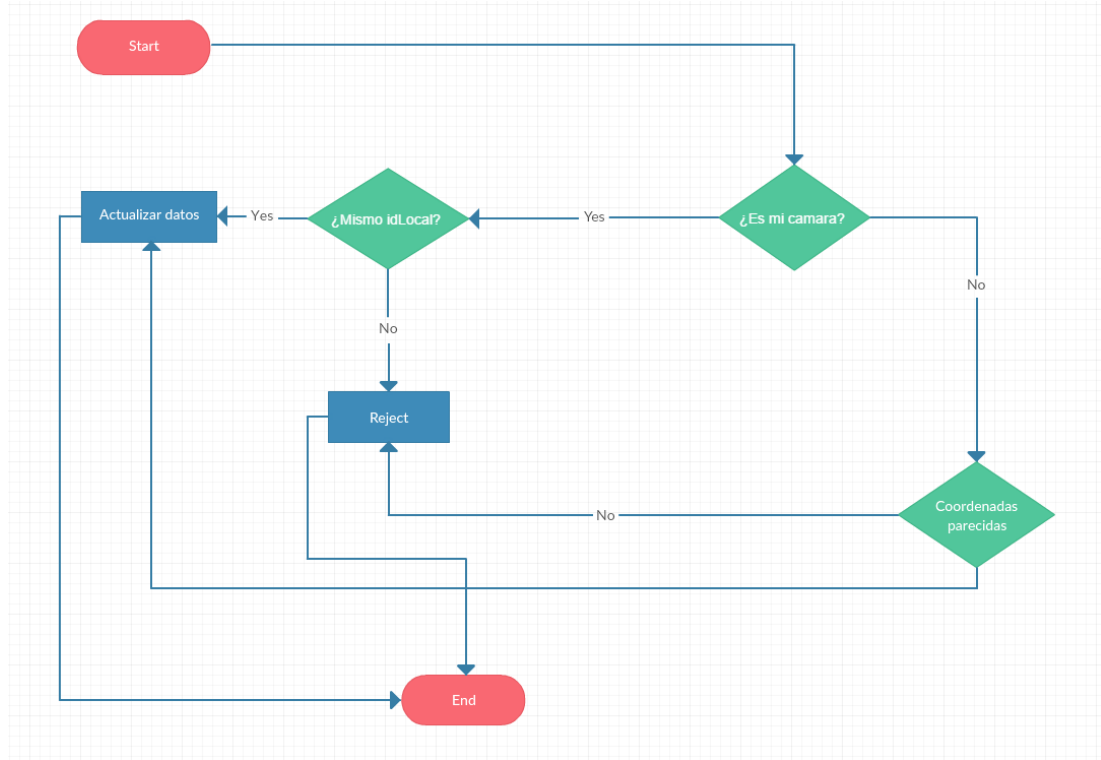 Start
Actualizar datos
Yes
¿Mismo idLocal?
Yes
¿Es mi camara?
No
No
Reject
No
Coordenadas
parecidas
End